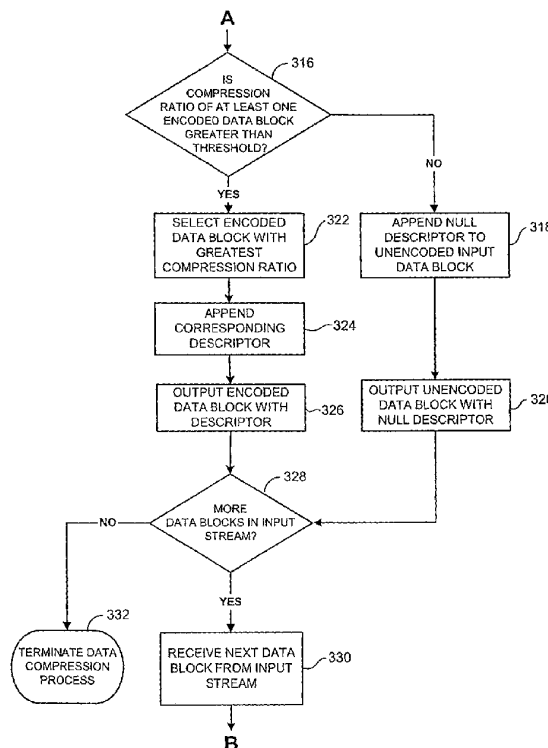 A
316
IS
COMPRESSION
RATIO OF AT LEAST ONE
ENCODED DATA BLOCK
GREATER THAN
THRESHOLD?
NO
YES
SELECT ENCODED
DATA BLOCK WITH
GREATEST
COMPRESSION RATIO
322
APPEND NULL
DESCRIPTOR TO
UNENCODED INPUT
DATA BLOCK
318
APPEND
CORRESPONDING
DESCRIPTOR
324
OUTPUT ENCODED
DATA BLOCK WITH
DESCRIPTOR
326
OUTPUT UNENCODED
DATA BLOCK WITH
NULL DESCRIPTOR
328
MORE
DATA BLOCKS IN INPUT
STREAM?
NO
YES
332
TERMINATE DATA
COMPRESSION
PROCESS
RECEIVE NEXT DATA
BLOCK FROM INPUT
STREAM
330
B